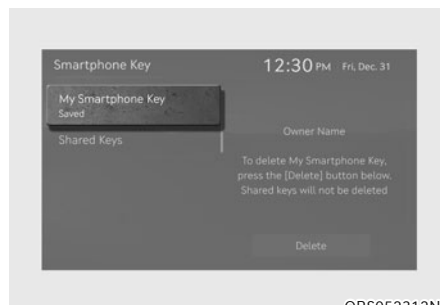 Smartphone Key
12:30 PM Fri, Dec. 31
My Smartphone Key
Saved
Shared Keys
Owner Name
To delete My Smartphone Key,
press the [Delete] button below.
Shared keys will not be deleted
Delete